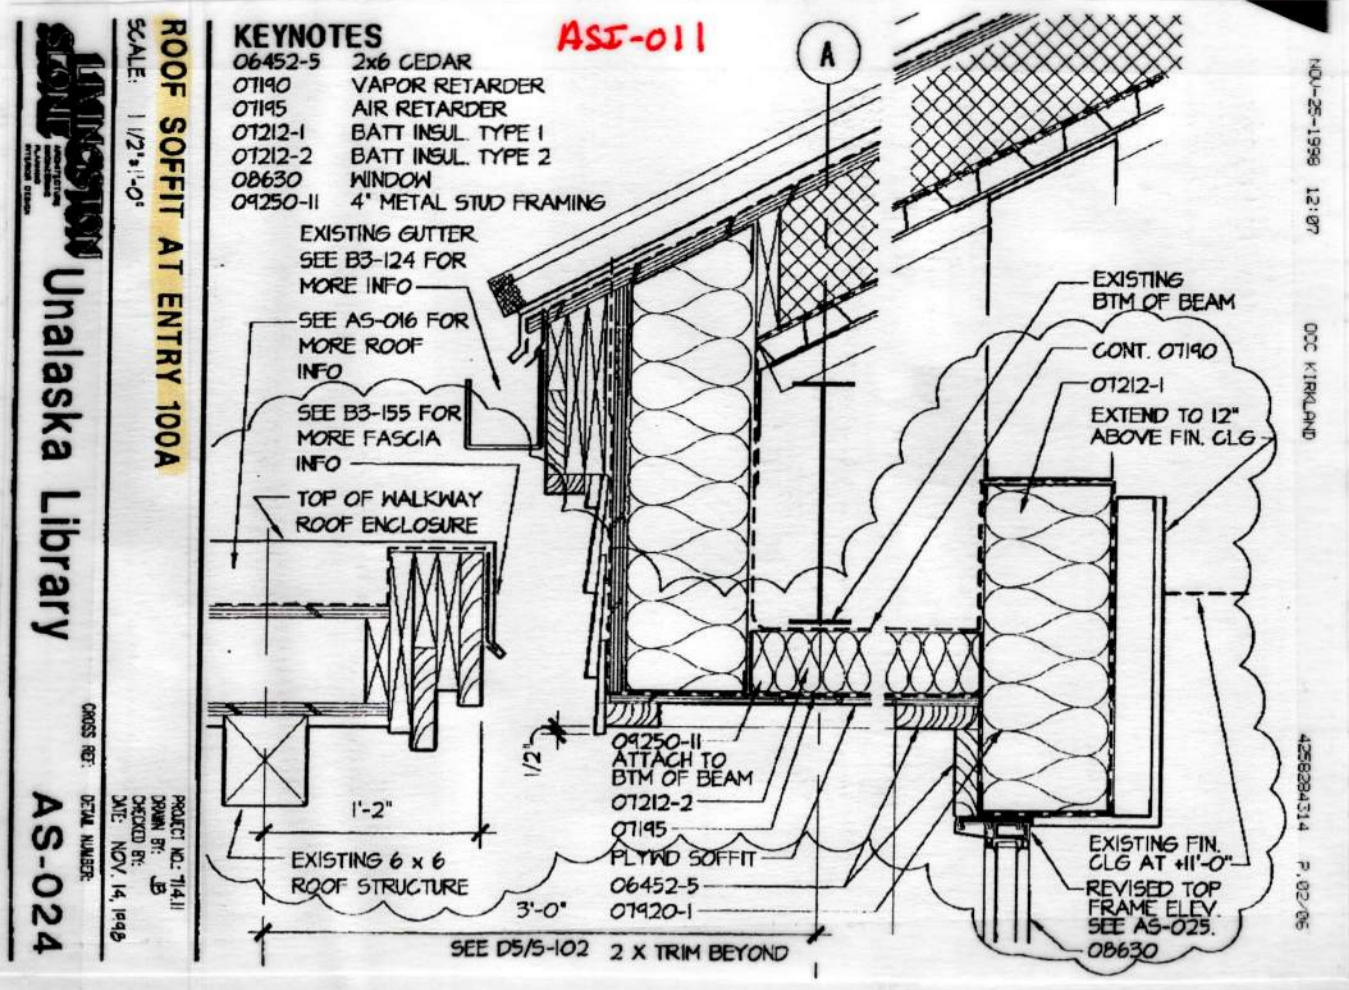 KEYNOTES
06452-5 2x6 CEDAR
07190 VAPOR RETARDER
07195 AIR RETARDER
07212-1 BATT INSUL. TYPE 1
07212-2 BATT INSUL. TYPE 2
08630 WINDOW
09250-11 4" METAL STUD FRAMING
ASI-011
A
EXISTING GUTTER
SEE B3-124 FOR
MORE INFO
SEE AS-016 FOR
MORE ROOF
INFO
SEE B3-155 FOR
MORE FASCIA
INFO
TOP OF WALKWAY
ROOF ENCLOSURE
EXISTING
BTM OF BEAM
CONT. 07190
07212-1
EXTEND TO 12"
ABOVE FIN. CLG
1/2"
09250-11
ATTACH TO
BTM OF BEAM
07212-2
07195
PLYWD SOFFIT
06452-5
07920-1
1'-2"
EXISTING 6 x 6
ROOF STRUCTURE
3'-0"
SEE D5/S-102
2 X TRIM BEYOND
EXISTING FIN.
CLG AT +11'-0"
REVISED TOP
FRAME ELEV.
SEE AS-025.
08630
ROOF SOFFIT AT ENTRY 100A
SCALE: 1 1/2"=1'-0"
LIVINGSTON
SLONE
ARCHITECTURE
ENGINEERING
PLANNING
INTERIOR DESIGN
Unalaska Library
PROJECT NO.: 714.11
DRAWN BY: JB
CHECKED BY:
DATE: NOV. 14, 1998
CROSS REF:
DETAIL NUMBER:
AS-024
NOV-25-1998 12:07 OCC KIRKLAND 4258284314 P.02/06